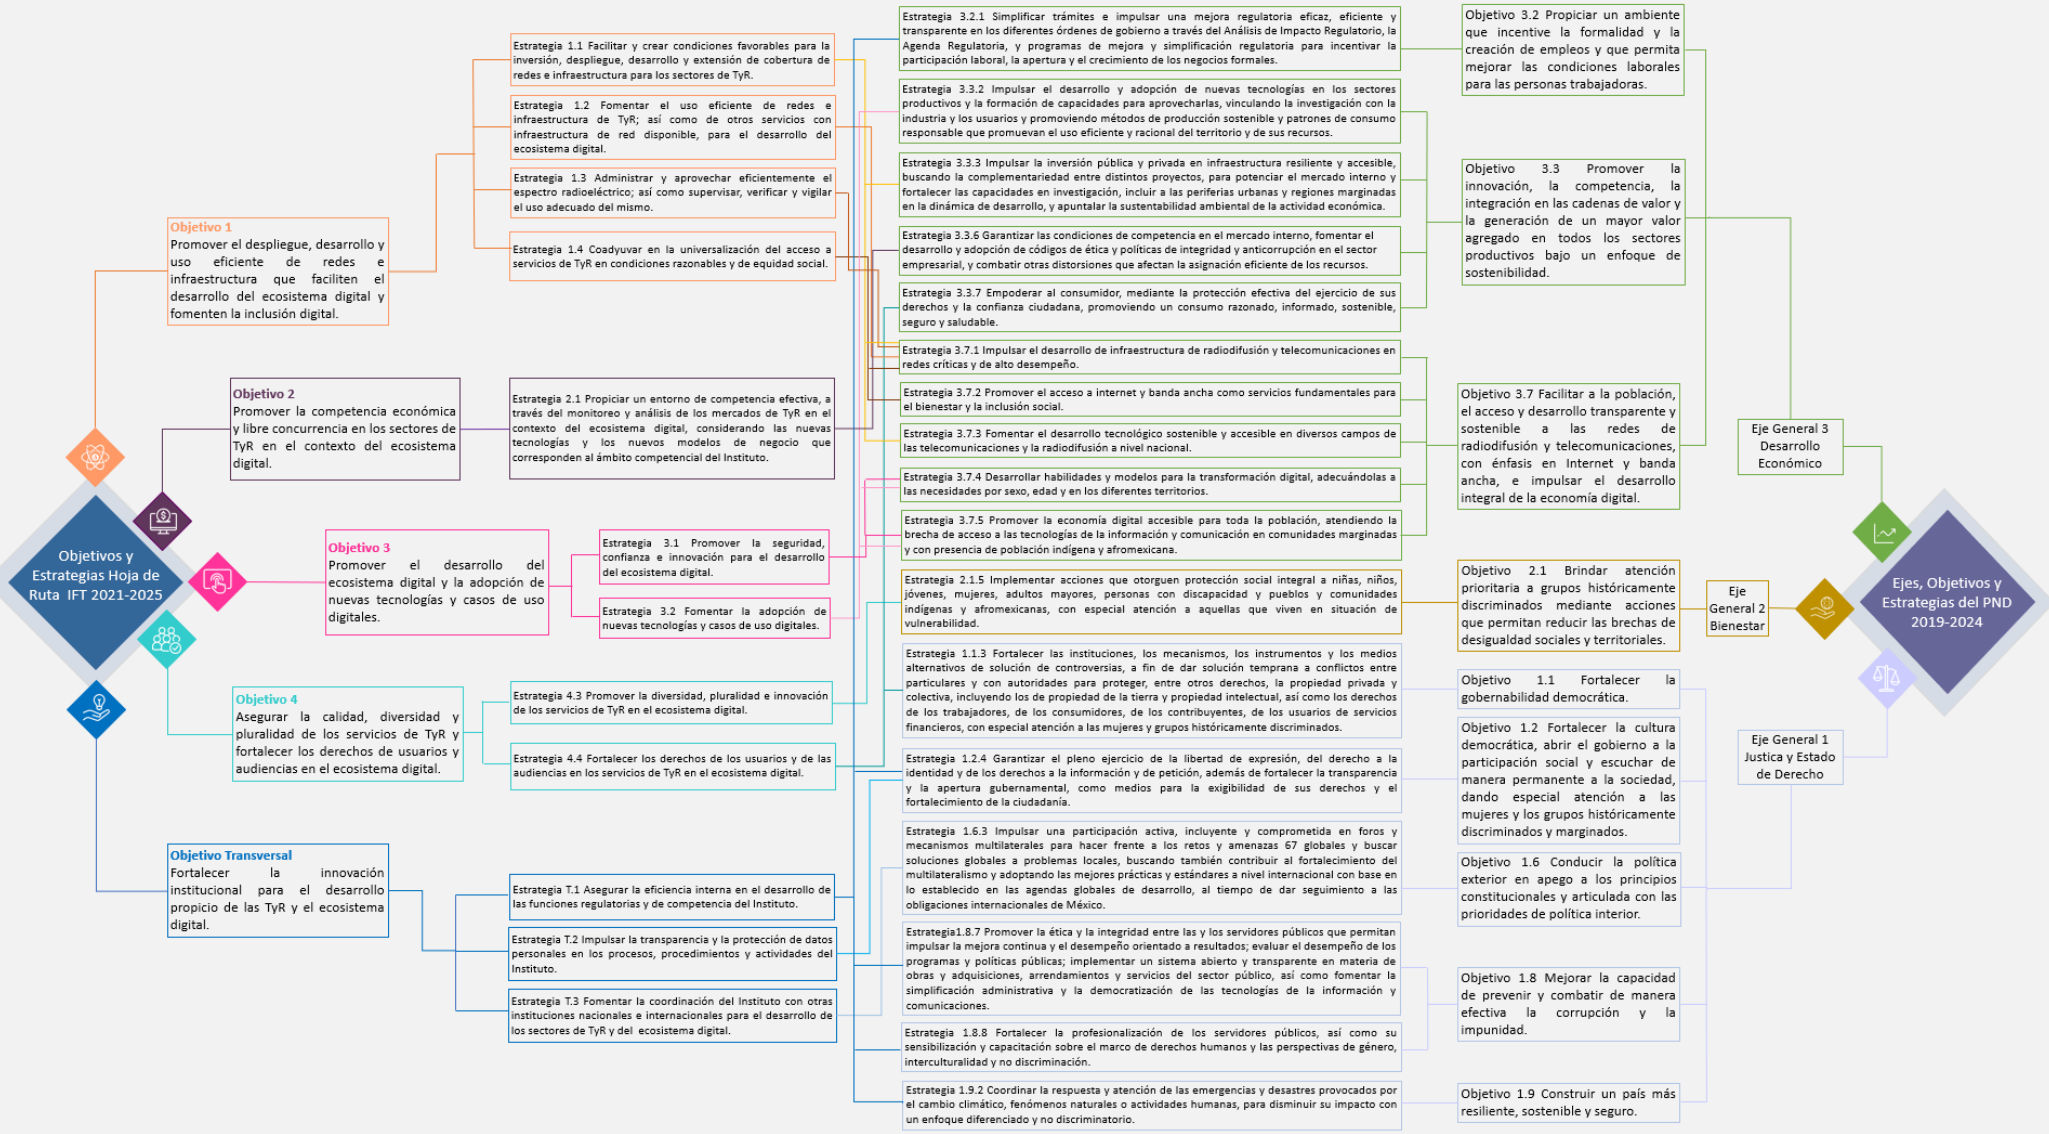 Objetivos y
Estrategias Hoja de
Ruta IFT 2021-2025
Objetivo 1
Promover el despliegue, desarrollo y
uso eficiente de redes e
infraestructura que faciliten el
desarrollo del ecosistema digital y
fomenten la inclusión digital.
Objetivo 2
Promover la competencia económica
y libre concurrencia en los sectores de
TyR en el contexto del ecosistema
digital.
Objetivo 3
Promover el desarrollo del
ecosistema digital y la adopción de
nuevas tecnologías y casos de uso
digitales.
Objetivo 4
Asegurar la calidad, diversidad y
pluralidad de los servicios de TyR y
fortalecer los derechos de usuarios y
audiencias en el ecosistema digital.
Objetivo Transversal
Fortalecer la innovación
institucional para el desarrollo
propicio de las TyR y el ecosistema
digital.
Estrategia 1.1 Facilitar y crear condiciones favorables para la
inversión, despliegue, desarrollo y extensión de cobertura de
redes e infraestructura para los sectores de TyR.
Estrategia 1.2 Fomentar el uso eficiente de redes e
infraestructura de TyR; así como de otros servicios con
infraestructura de red disponible, para el desarrollo del
ecosistema digital.
Estrategia 1.3 Administrar y aprovechar eficientemente el
espectro radioeléctrico; así como supervisar, verificar y vigilar
el uso adecuado del mismo.
Estrategia 1.4 Coadyuvar en la universalización del acceso a
servicios de TyR en condiciones razonables y de equidad social.
Estrategia 2.1 Propiciar un entorno de competencia efectiva, a
través del monitoreo y análisis de los mercados de TyR en el
contexto del ecosistema digital, considerando las nuevas
tecnologías y los nuevos modelos de negocio que
corresponden al ámbito competencial del Instituto.
Estrategia 3.1 Promover la seguridad,
confianza e innovación para el desarrollo
del ecosistema digital.
Estrategia 3.2 Fomentar la adopción de
nuevas tecnologías y casos de uso digitales.
Estrategia 4.3 Promover la diversidad, pluralidad e innovación
de los servicios de TyR en el ecosistema digital.
Estrategia 4.4 Fortalecer los derechos de los usuarios y de las
audiencias en los servicios de TyR en el ecosistema digital.
Estrategia T.1 Asegurar la eficiencia interna en el desarrollo de
las funciones regulatorias y de competencia del Instituto.
Estrategia T.2 Impulsar la transparencia y la protección de datos
personales en los procesos, procedimientos y actividades del
Instituto.
Estrategia T.3 Fomentar la coordinación del Instituto con otras
instituciones nacionales e internacionales para el desarrollo de
los sectores de TyR y del ecosistema digital.
Estrategia 3.2.1 Simplificar trámites e impulsar una mejora regulatoria eficaz, eficiente y
transparente en los diferentes órdenes de gobierno a través del Análisis de Impacto Regulatorio, la
Agenda Regulatoria, y programas de mejora y simplificación regulatoria para incentivar la
participación laboral, la apertura y el crecimiento de los negocios formales.
Estrategia 3.3.2 Impulsar el desarrollo y adopción de nuevas tecnologías en los sectores
productivos y la formación de capacidades para aprovecharlas, vinculando la investigación con la
industria y los usuarios y promoviendo métodos de producción sostenible y patrones de consumo
responsable que promuevan el uso eficiente y racional del territorio y de sus recursos.
Estrategia 3.3.3 Impulsar la inversión pública y privada en infraestructura resiliente y accesible,
buscando la complementariedad entre distintos proyectos, para potenciar el mercado interno y
fortalecer las capacidades en investigación, incluir a las periferias urbanas y regiones marginadas
en la dinámica de desarrollo, y apuntalar la sustentabilidad ambiental de la actividad económica.
Estrategia 3.3.6 Garantizar las condiciones de competencia en el mercado interno, fomentar el
desarrollo y adopción de códigos de ética y políticas de integridad y anticorrupción en el sector
empresarial, y combatir otras distorsiones que afectan la asignación eficiente de los recursos.
Estrategia 3.3.7 Empoderar al consumidor, mediante la protección efectiva del ejercicio de sus
derechos y la confianza ciudadana, promoviendo un consumo razonado, informado, sostenible,
seguro y saludable.
Estrategia 3.7.1 Impulsar el desarrollo de infraestructura de radiodifusión y telecomunicaciones en
redes críticas y de alto desempeño.
Estrategia 3.7.2 Promover el acceso a internet y banda ancha como servicios fundamentales para
el bienestar y la inclusión social.
Estrategia 3.7.3 Fomentar el desarrollo tecnológico sostenible y accesible en diversos campos de
las telecomunicaciones y la radiodifusión a nivel nacional.
Estrategia 3.7.4 Desarrollar habilidades y modelos para la transformación digital, adecuándolas a
las necesidades por sexo, edad y en los diferentes territorios.
Estrategia 3.7.5 Promover la economía digital accesible para toda la población, atendiendo la
brecha de acceso a las tecnologías de la información y comunicación en comunidades marginadas
y con presencia de población indígena y afromexicana.
Estrategia 2.1.5 Implementar acciones que otorguen protección social integral a niñas, niños,
jóvenes, mujeres, adultos mayores, personas con discapacidad y pueblos y comunidades
indígenas y afromexicanas, con especial atención a aquellas que viven en situación de
vulnerabilidad.
Estrategia 1.1.3 Fortalecer las instituciones, los mecanismos, los instrumentos y los medios
alternativos de solución de controversias, a fin de dar solución temprana a conflictos entre
particulares y con autoridades para proteger, entre otros derechos, la propiedad privada y
colectiva, incluyendo los de propiedad de la tierra y propiedad intelectual, así como los derechos
de los trabajadores, de los consumidores, de los contribuyentes, de los usuarios de servicios
financieros, con especial atención a las mujeres y grupos históricamente discriminados.
Estrategia 1.2.4 Garantizar el pleno ejercicio de la libertad de expresión, del derecho a la
identidad y de los derechos a la información y de petición, además de fortalecer la transparencia
y la apertura gubernamental, como medios para la exigibilidad de sus derechos y el
fortalecimiento de la ciudadanía.
Estrategia 1.6.3 Impulsar una participación activa, incluyente y comprometida en foros y
mecanismos multilaterales para hacer frente a los retos y amenazas 67 globales y buscar
soluciones globales a problemas locales, buscando también contribuir al fortalecimiento del
multilateralismo y adoptando las mejores prácticas y estándares a nivel internacional con base en
lo establecido en las agendas globales de desarrollo, al tiempo de dar seguimiento a las
obligaciones internacionales de México.
Estrategia1.8.7 Promover la ética y la integridad entre las y los servidores públicos que permitan
impulsar la mejora continua y el desempeño orientado a resultados; evaluar el desempeño de los
programas y políticas públicas; implementar un sistema abierto y transparente en materia de
obras y adquisiciones, arrendamientos y servicios del sector público, así como fomentar la
simplificación administrativa y la democratización de las tecnologías de la información y
comunicaciones.
Estrategia 1.8.8 Fortalecer la profesionalización de los servidores públicos, así como su
sensibilización y capacitación sobre el marco de derechos humanos y las perspectivas de género,
interculturalidad y no discriminación.
Estrategia 1.9.2 Coordinar la respuesta y atención de las emergencias y desastres provocados por
el cambio climático, fenómenos naturales o actividades humanas, para disminuir su impacto con
un enfoque diferenciado y no discriminatorio.
Objetivo 3.2 Propiciar un ambiente
que incentive la formalidad y la
creación de empleos y que permita
mejorar las condiciones laborales
para las personas trabajadoras.
Objetivo 3.3 Promover la
innovación, la competencia, la
integración en las cadenas de valor y
la generación de un mayor valor
agregado en todos los sectores
productivos bajo un enfoque de
sostenibilidad.
Objetivo 3.7 Facilitar a la población,
el acceso y desarrollo transparente y
sostenible a las redes de
radiodifusión y telecomunicaciones,
con énfasis en Internet y banda
ancha, e impulsar el desarrollo
integral de la economía digital.
Objetivo 2.1 Brindar atención
prioritaria a grupos históricamente
discriminados mediante acciones
que permitan reducir las brechas de
desigualdad sociales y territoriales.
Objetivo 1.1 Fortalecer la
gobernabilidad democrática.
Objetivo 1.2 Fortalecer la cultura
democrática, abrir el gobierno a la
participación social y escuchar de
manera permanente a la sociedad,
dando especial atención a las
mujeres y los grupos históricamente
discriminados y marginados.
Objetivo 1.6 Conducir la política
exterior en apego a los principios
constitucionales y articulada con las
prioridades de política interior.
Objetivo 1.8 Mejorar la capacidad
de prevenir y combatir de manera
efectiva la corrupción y la
impunidad.
Objetivo 1.9 Construir un país más
resiliente, sostenible y seguro.
Eje General 3
Desarrollo
Económico
Eje
General 2
Bienestar
Eje General 1
Justicia y Estado
de Derecho
Ejes, Objetivos y
Estrategias del PND
2019-2024